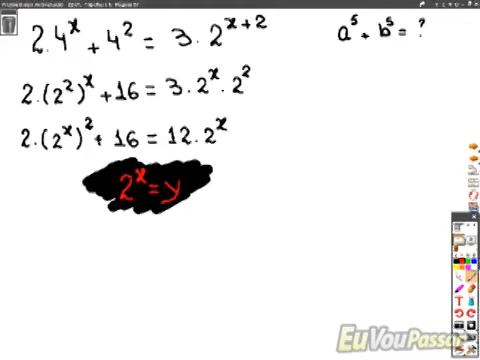 2.4^x + 4^2 = 3.2^(x+2)
a^5 + b^5 = ?
2.(2^2)^x + 16 = 3.2^x.2^2
2.(2^x)^2 + 16 = 12.2^x
2^x = y
EuVouPassar